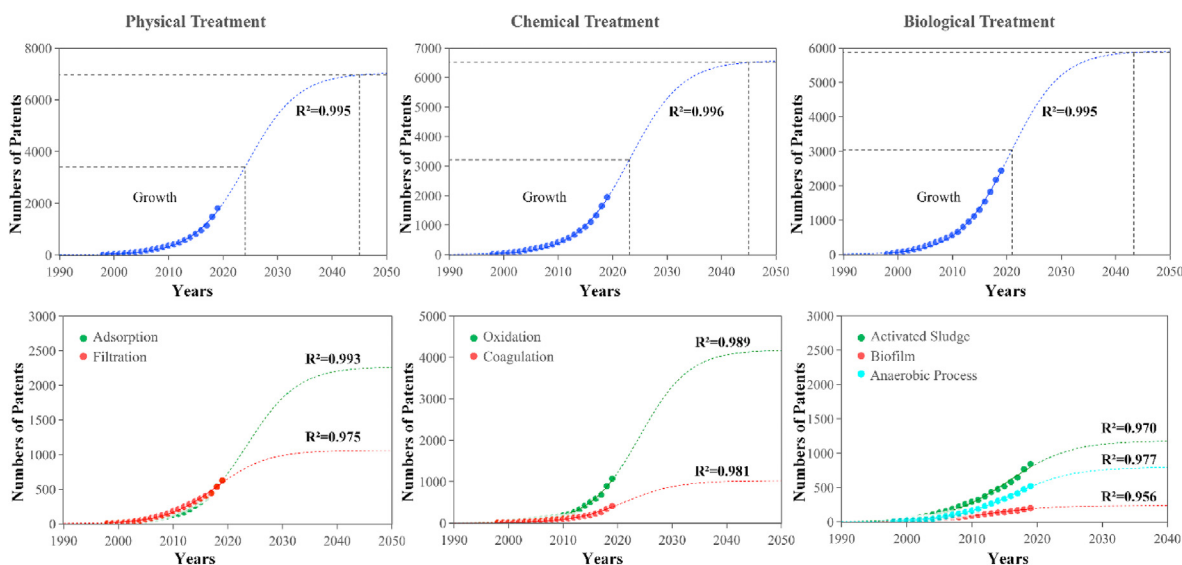 Physical Treatment
8000
6000
4000
2000
0
Numbers of Patents
R²=0.995
Growth
1990 2000 2010 2020 2030 2040 2050
Years
Chemical Treatment
7000
6000
5000
4000
3000
2000
1000
0
Numbers of Patents
R²=0.996
Growth
1990 2000 2010 2020 2030 2040 2050
Years
Biological Treatment
6000
5000
4000
3000
2000
1000
0
Numbers of Patents
R²=0.995
Growth
1990 2000 2010 2020 2030 2040 2050
Years
3000
2500
2000
1500
1000
500
0
Numbers of Patents
Adsorption
Filtration
R²=0.993
R²=0.975
1990 2000 2010 2020 2030 2040 2050
Years
5000
4000
3000
2000
1000
0
Numbers of Patents
Oxidation
Coagulation
R²=0.989
R²=0.981
1990 2000 2010 2020 2030 2040 2050
Years
3000
2500
2000
1500
1000
500
0
Numbers of Patents
Activated Sludge
Biofilm
Anaerobic Process
R²=0.970
R²=0.977
R²=0.956
1990 2000 2010 2020 2030 2040
Years